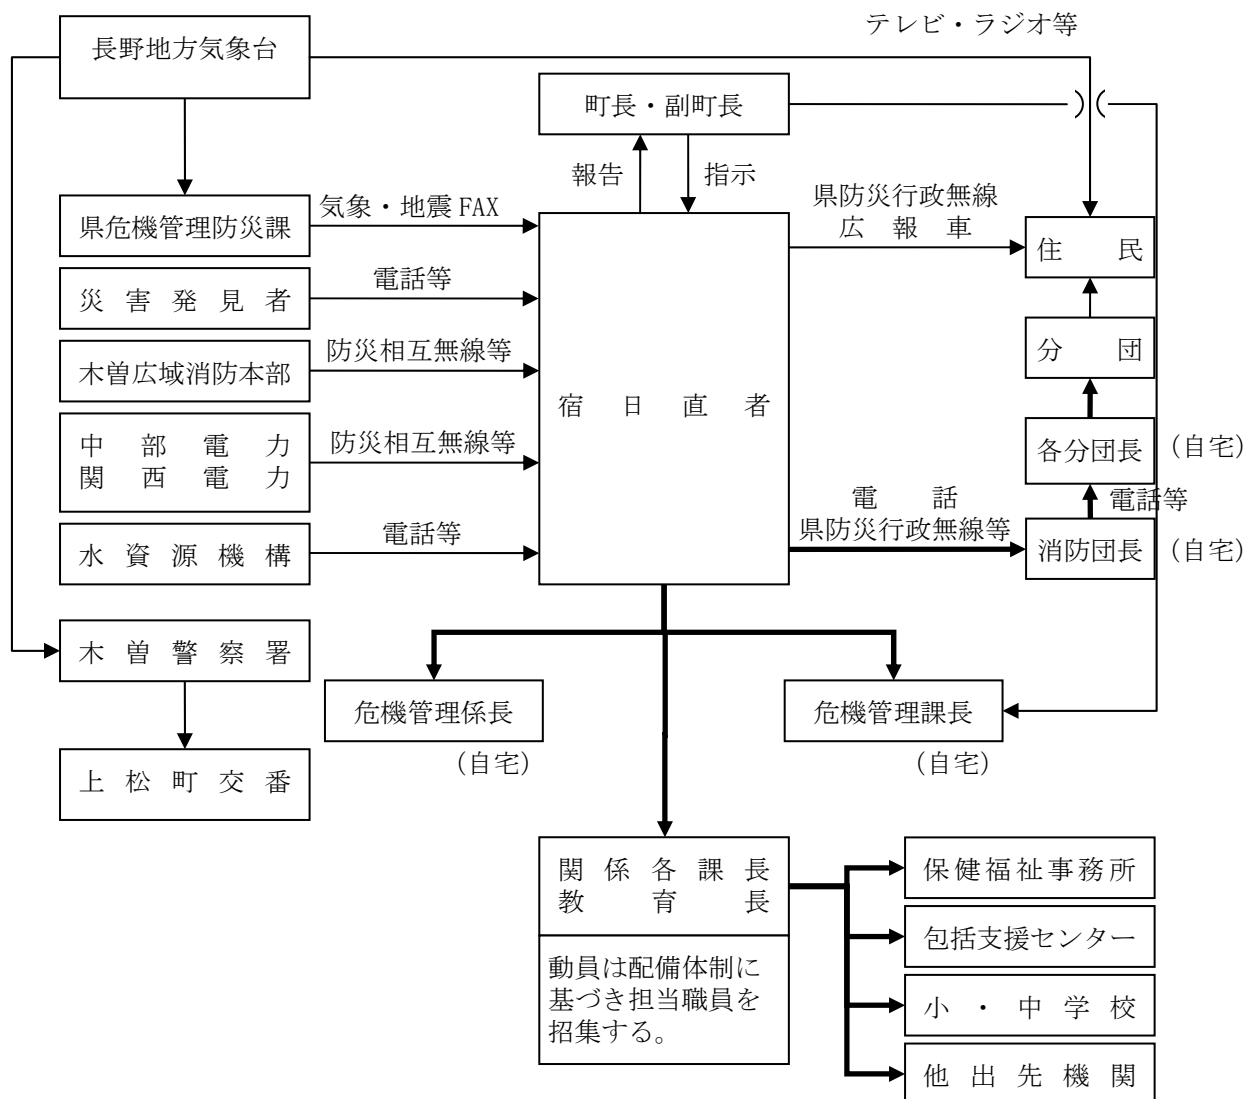 テレビ・ラジオ等
長野地方気象台
町長・副町長
報告
指示
県危機管理防災課
気象・地震 FAX
県防災行政無線
広報車
住民
災害発見者
電話等
木曽広域消防本部
防災相互無線等
分団
宿日直者
中部電力
関西電力
防災相互無線等
各分団長
(自宅)
電話等
電話
県防災行政無線等
消防団長
(自宅)
水資源機構
電話等
木曽警察署
危機管理係長
(自宅)
危機管理課長
(自宅)
上松町交番
関係各課長
教育長
動員は配備体制に
基づき担当職員を
招集する。
保健福祉事務所
包括支援センター
小・中学校
他出先機関